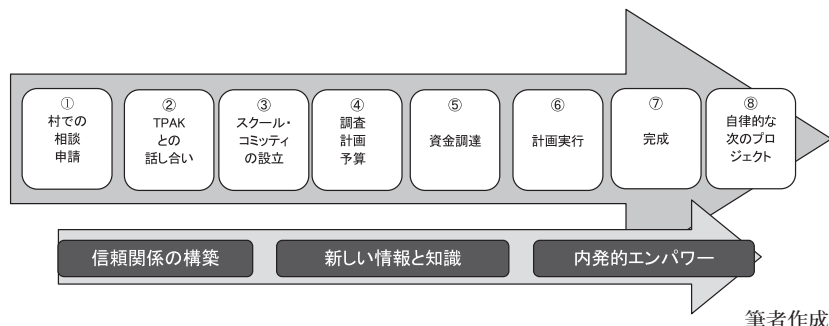 ①
村での
相談
申請
②
TPAK
との
話し合い
③
スクール・
コミッティ
の設立
④
調査
計画
予算
⑤
資金調達
⑥
計画実行
⑦
完成
⑧
自律的な
次のプロ
ジェクト
信頼関係の構築
新しい情報と知識
内発的エンパワー
筆者作成